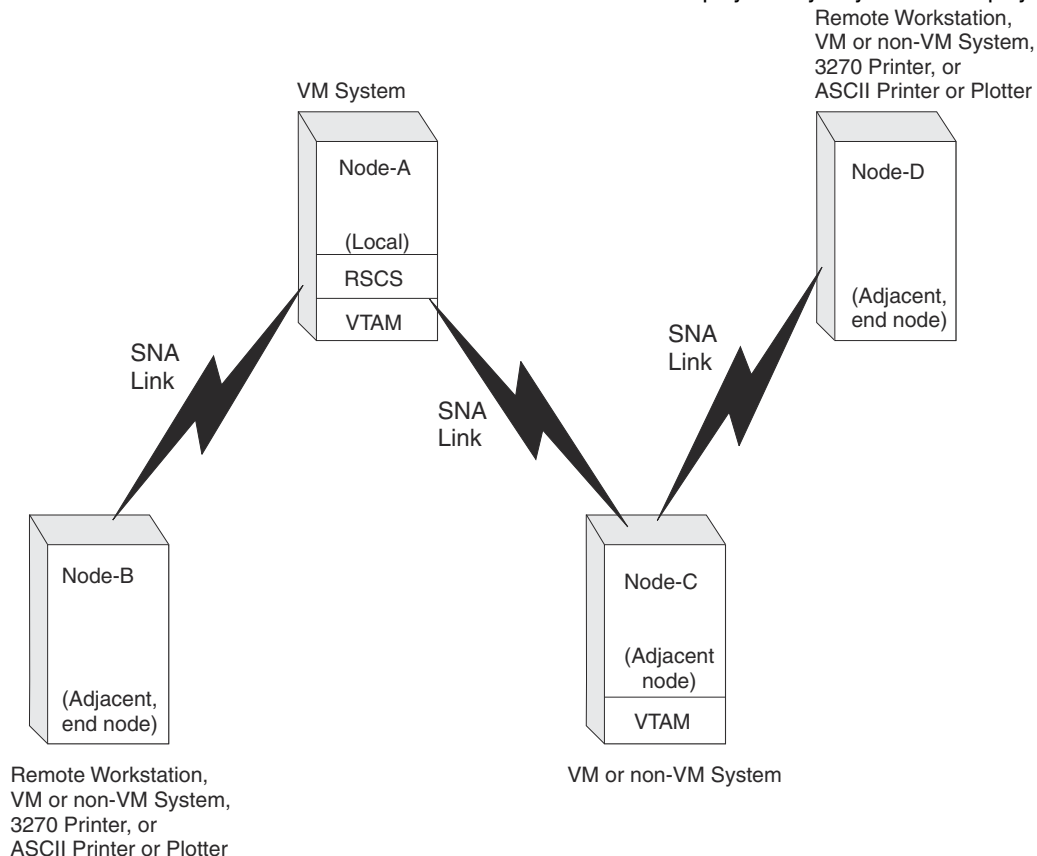 Remote Workstation,
VM or non-VM System,
3270 Printer, or
ASCII Printer or Plotter
VM System
Node-A
(Local)
RSCS
VTAM
Node-D
(Adjacent,
end node)
SNA
Link
SNA
Link
SNA
Link
Node-B
(Adjacent,
end node)
Node-C
(Adjacent
node)
VTAM
Remote Workstation,
VM or non-VM System,
3270 Printer, or
ASCII Printer or Plotter
VM or non-VM System